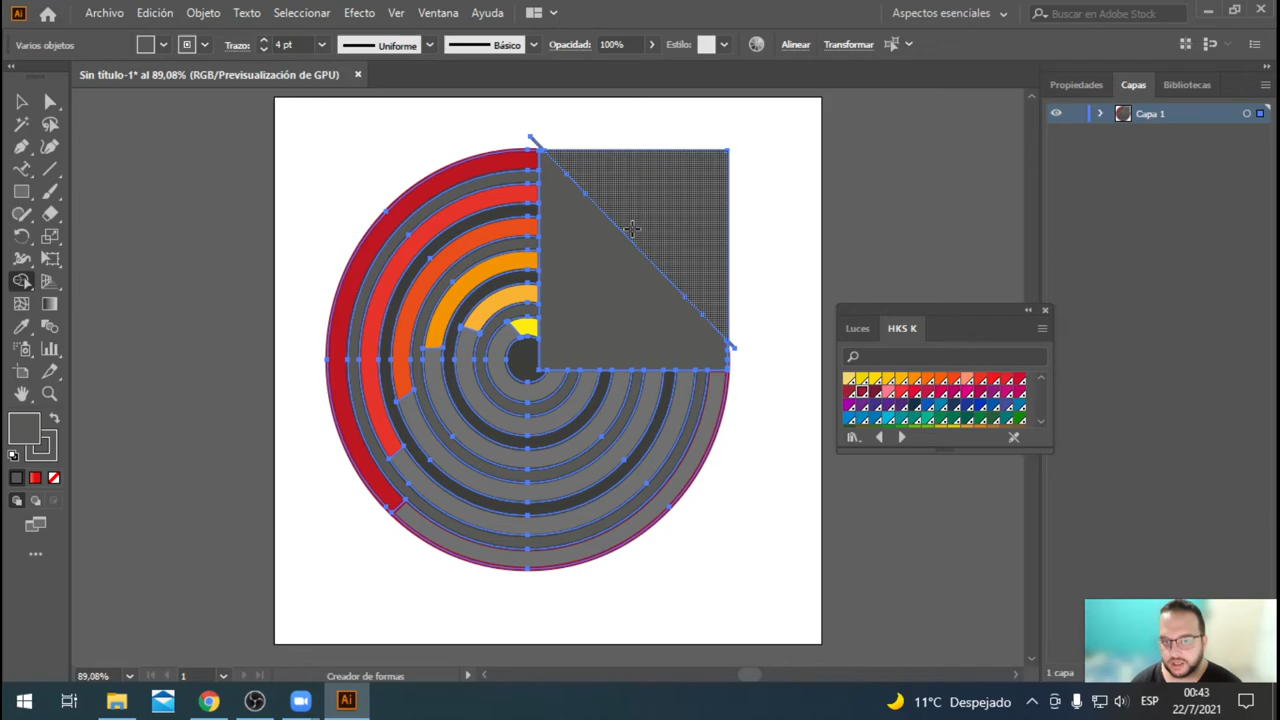 Ai Archivo Edición Objeto Texto Seleccionar Efecto Ver Ventana Ayuda Aspectos esenciales Buscar en Adobe Stock
Varios objetos Trazo: 4 pt Uniforme Básico Opacidad: 100% Estilo: Alinear Transformar
Sin título-1* al 89,08% (RGB/Previsualización de GPU) Propiedades Capas Bibliotecas
Capa 1
Luces HKS K
89,08% 1 Creador de formas 1 capa
Ai 11°C Despejado ESP 00:43
22/7/2021